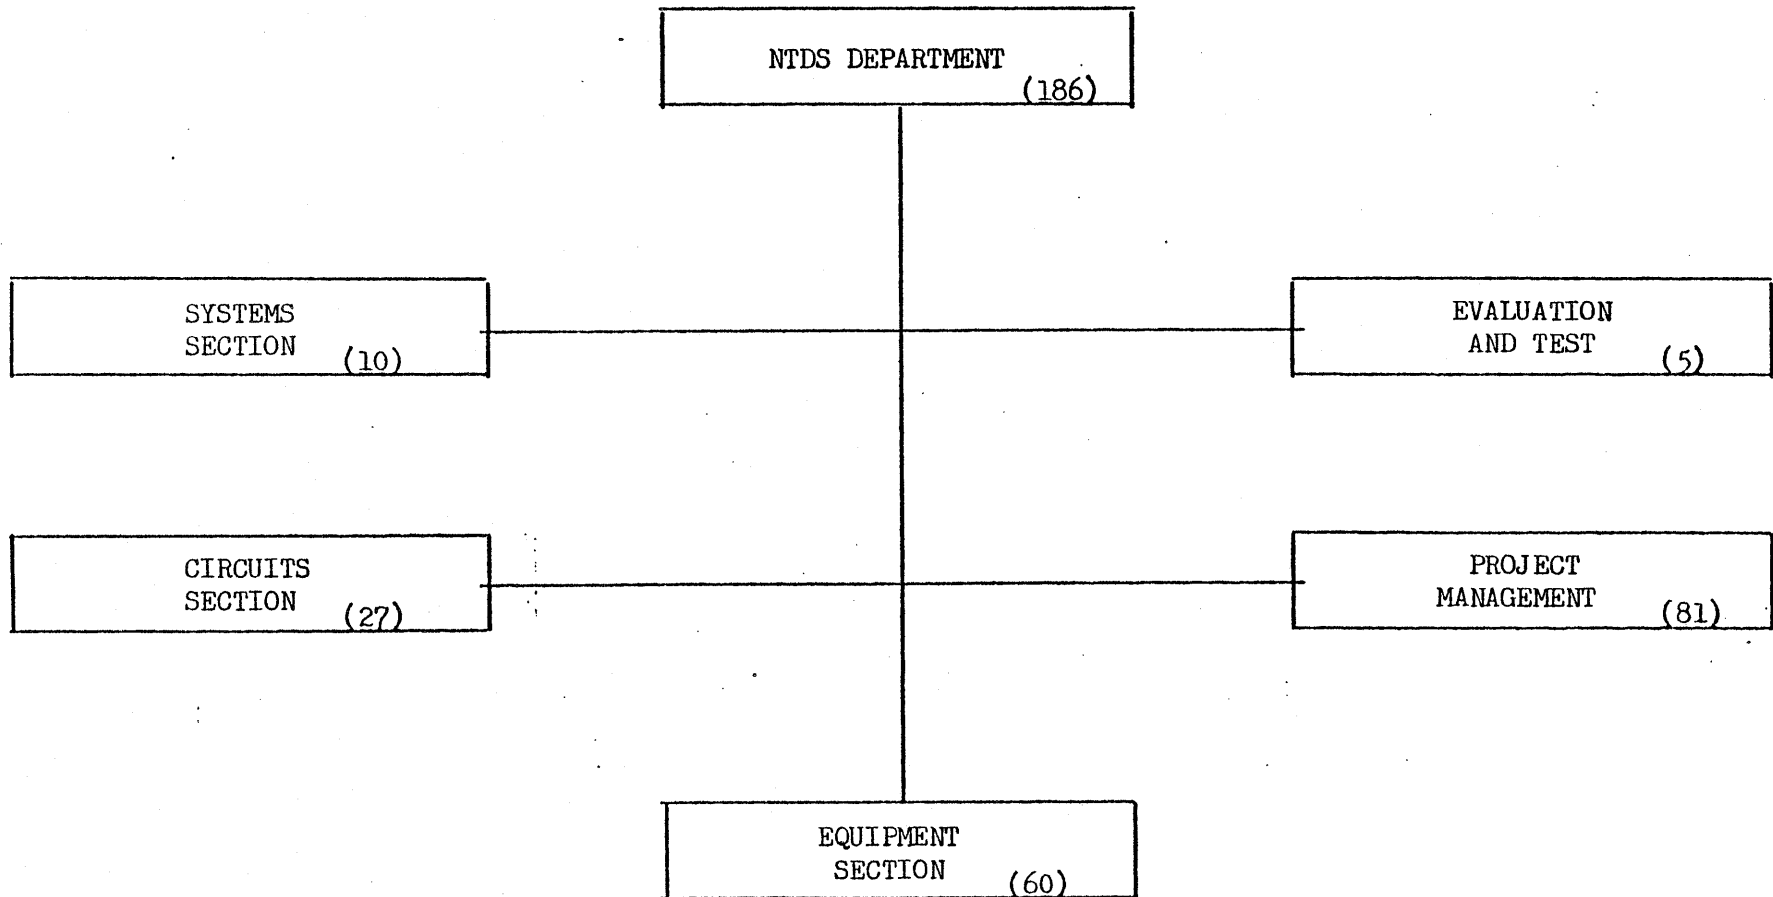 NTDS DEPARTMENT
(186)
SYSTEMS
SECTION
(10)
EVALUATION
AND TEST
(5)
CIRCUITS
SECTION
(27)
PROJECT
MANAGEMENT
(81)
EQUIPMENT
SECTION
(60)